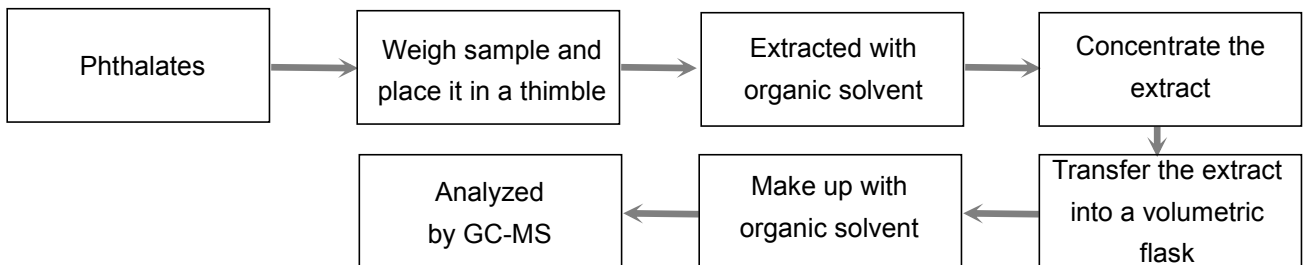 Phthalates
Weigh sample and
place it in a thimble
Extracted with
organic solvent
Concentrate the
extract
Transfer the extract
into a volumetric
flask
Make up with
organic solvent
Analyzed
by GC-MS